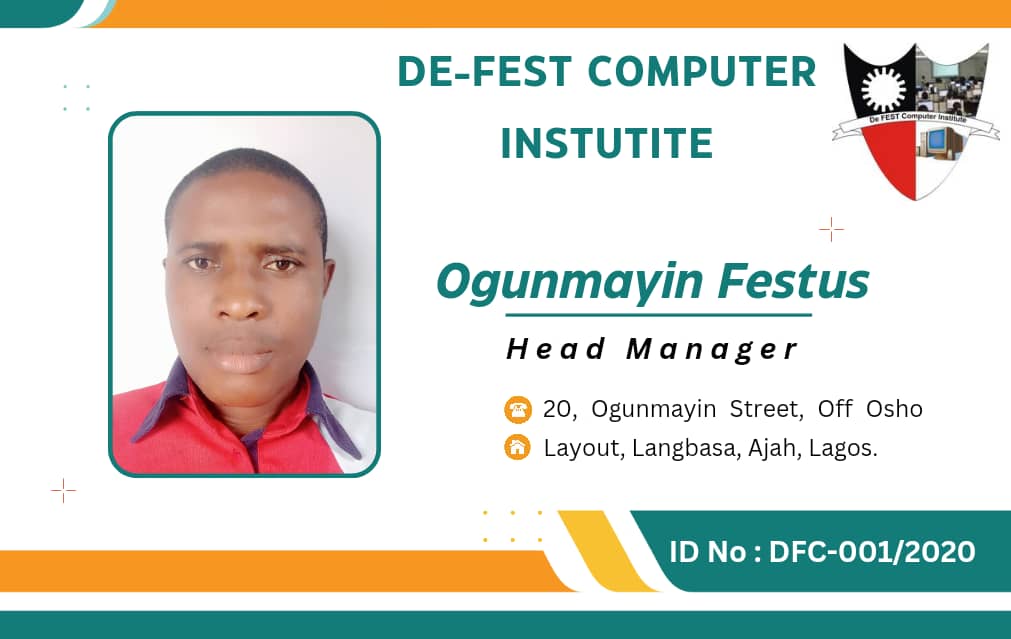 DE-FEST COMPUTER
INSTUTITE
De FEST Computer Institute
Ogunmayin Festus
Head Manager
20, Ogunmayin Street, Off Osho
Layout, Langbasa, Ajah, Lagos.
ID No : DFC-001/2020